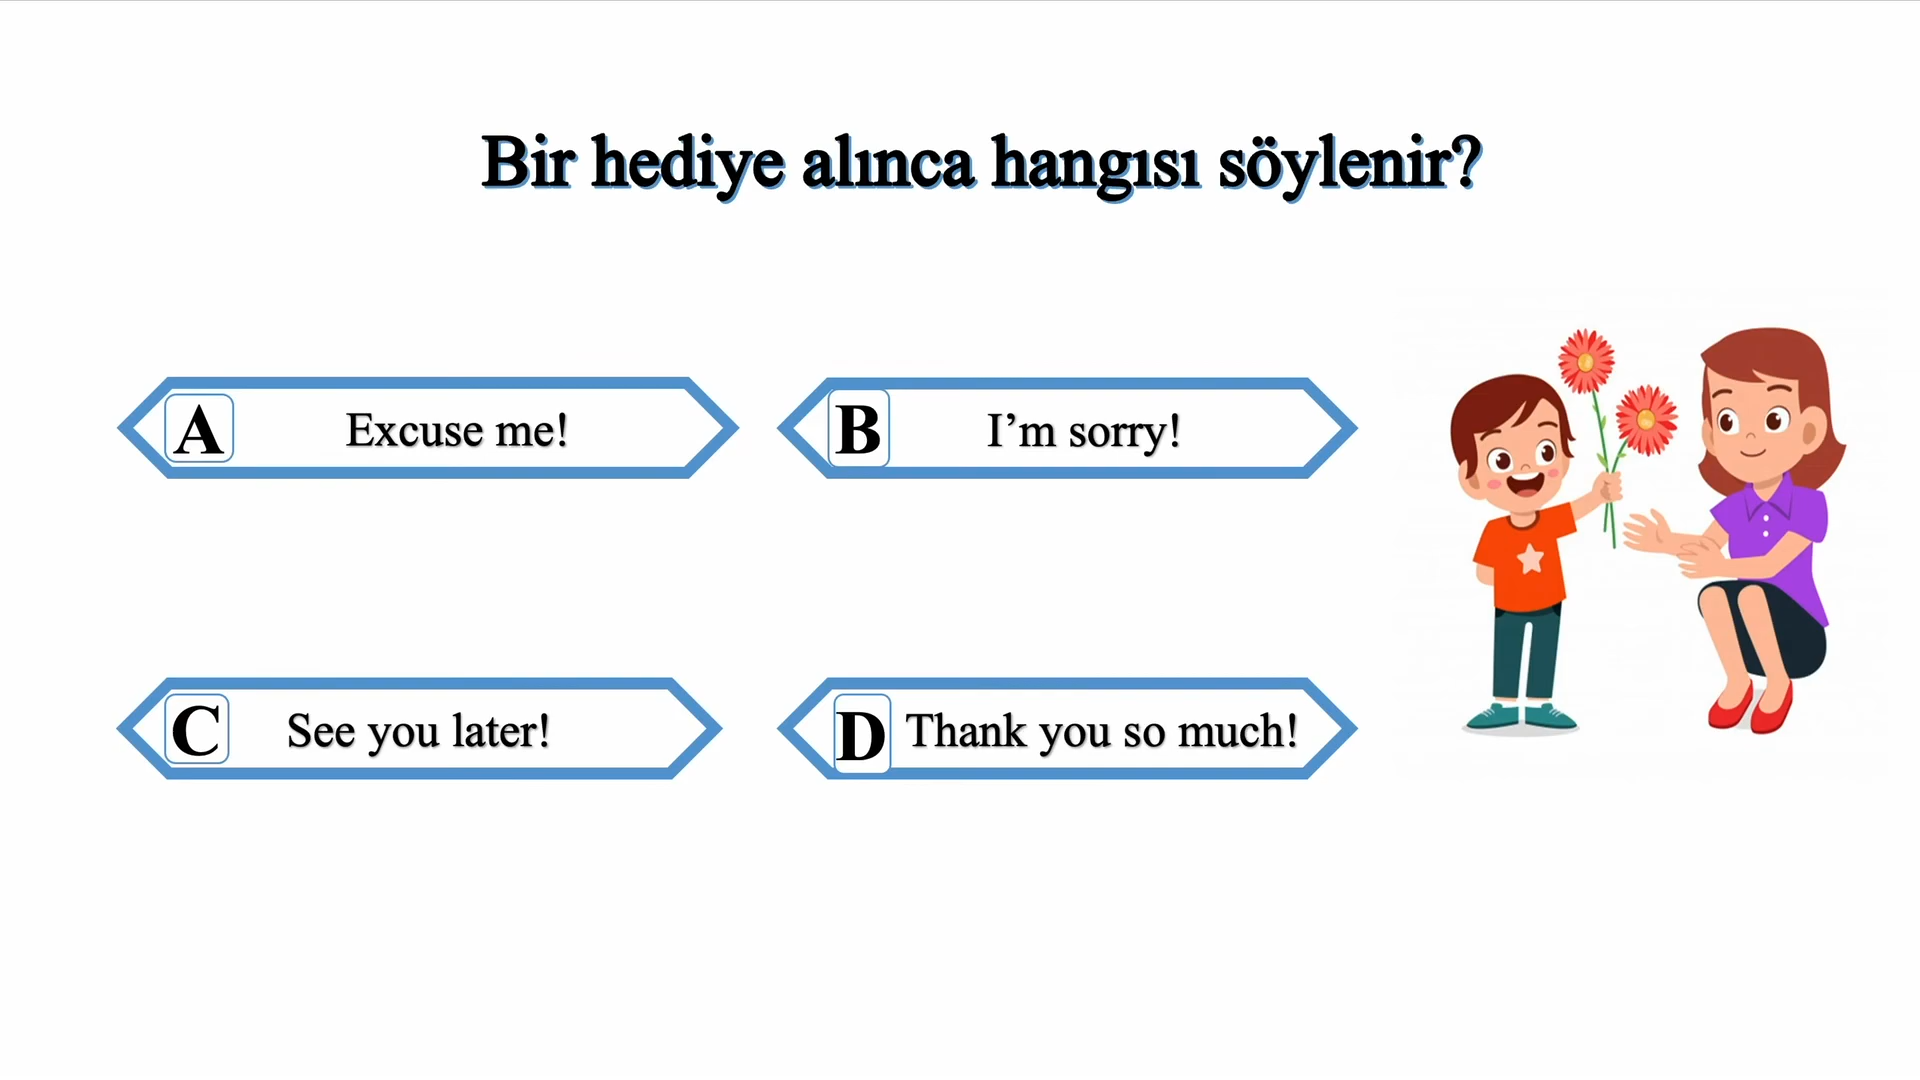 Bir hediye alınca hangısı söylenir?
A Excuse me!
B I’m sorry!
C See you later!
D Thank you so much!